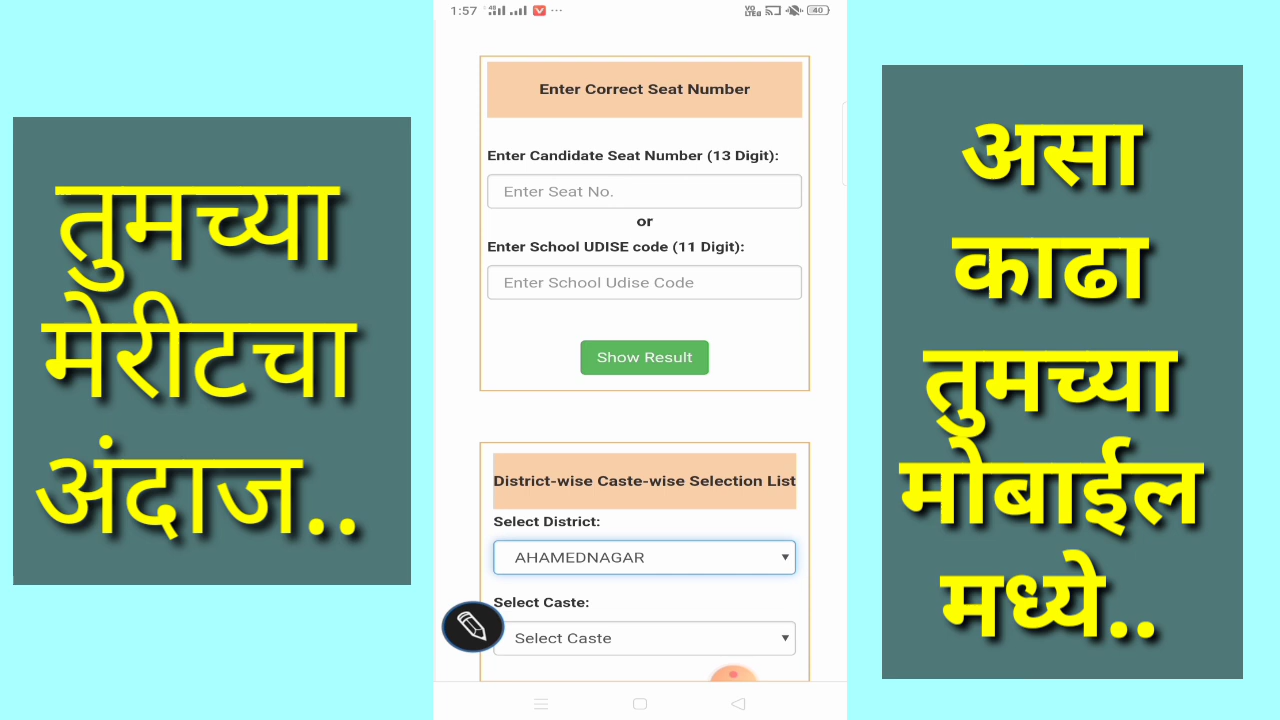 तुमच्या
मेरीटचा
अंदाज..
1:57
40
Enter Correct Seat Number
Enter Candidate Seat Number (13 Digit):
Enter Seat No.
or
Enter School UDISE code (11 Digit):
Enter School Udise Code
Show Result
District-wise Caste-wise Selection List
Select District:
AHAMEDNAGAR
Select Caste:
Select Caste
असा
काढा
तुमच्या
मोबाईल
मध्ये..